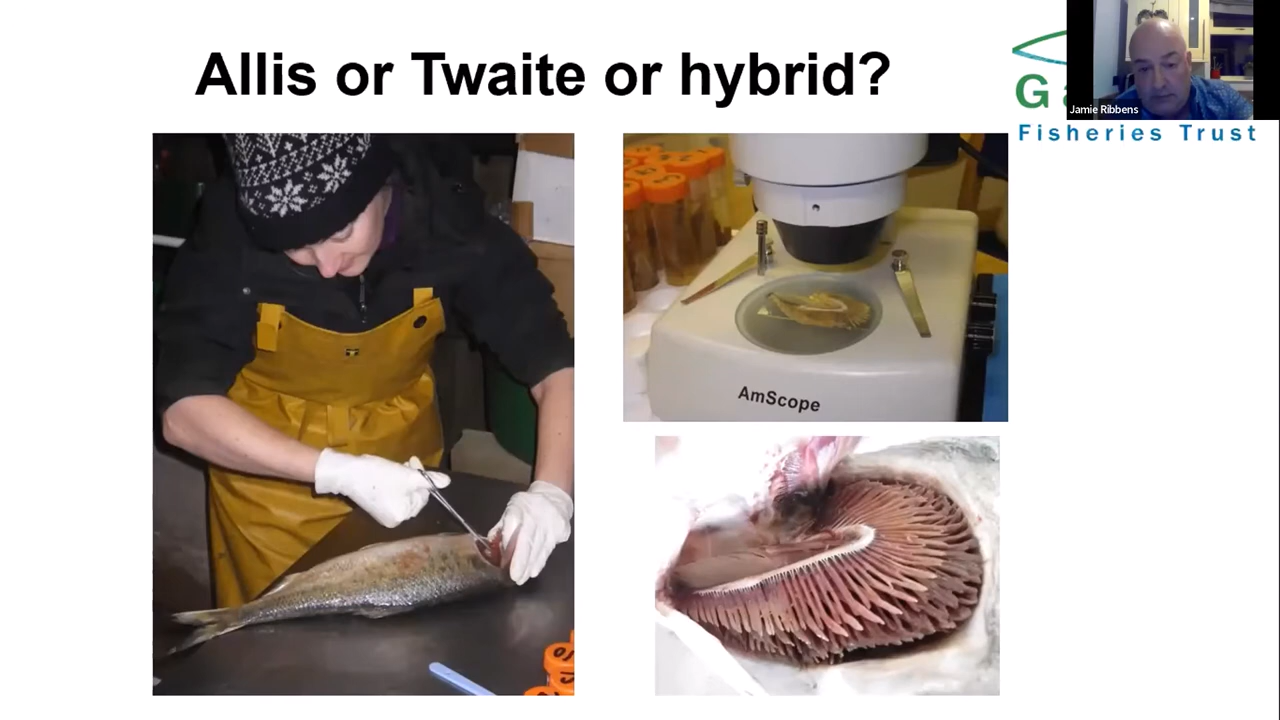 Allis or Twaite or hybrid?
Jamie Ribbens
Fisheries Trust
AmScope